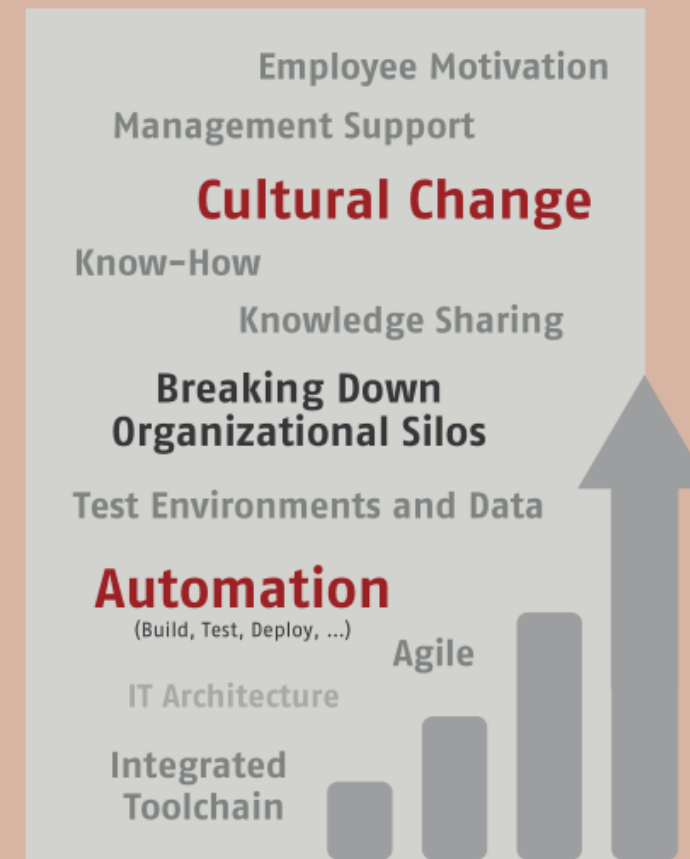 Employee Motivation
Management Support
Cultural Change
Know-How
Knowledge Sharing
Breaking Down
Organizational Silos
Test Environments and Data
Automation
(Build, Test, Deploy, ...)
Agile
IT Architecture
Integrated
Toolchain